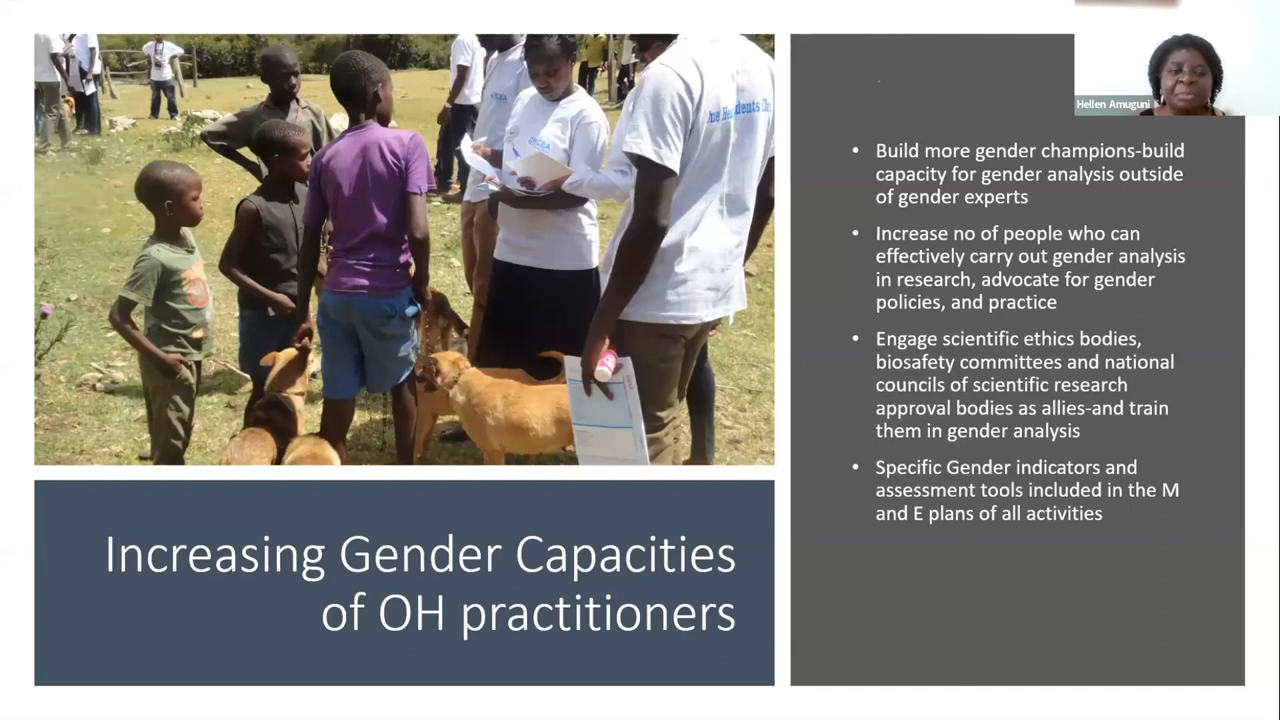 Hellen Amuguni
• Build more gender champions-build
capacity for gender analysis outside
of gender experts
• Increase no of people who can
effectively carry out gender analysis
in research, advocate for gender
policies, and practice
• Engage scientific ethics bodies,
biosafety committees and national
councils of scientific research
approval bodies as allies-and train
them in gender analysis
• Specific Gender indicators and
assessment tools included in the M
and E plans of all activities
Increasing Gender Capacities
of OH practitioners